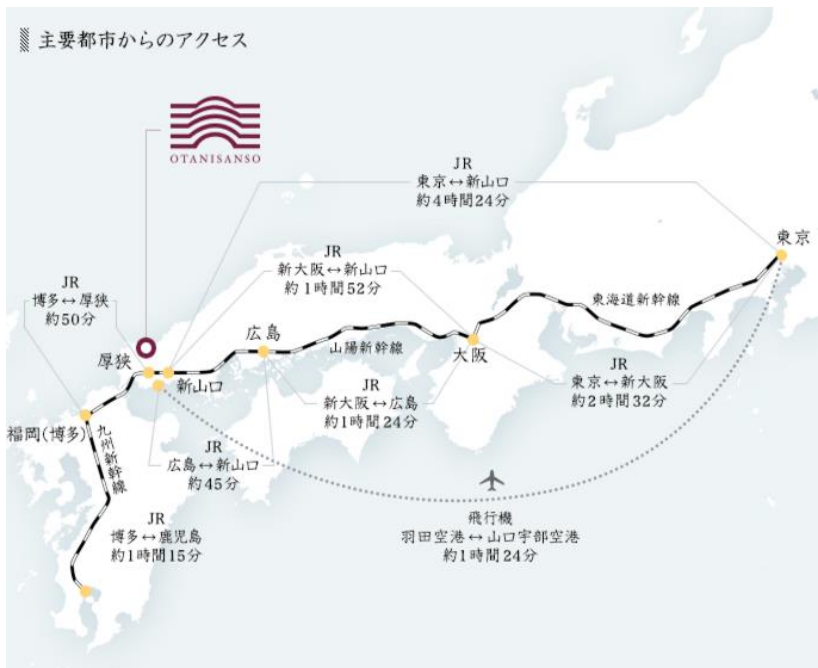 主要都市からのアクセス
OTANISANSO
JR
東京↔新山口
約4時間24分
東京
JR
新大阪↔新山口
約1時間52分
JR
博多↔厚狭
約50分
東海道新幹線
広島
山陽新幹線
大阪
厚狭
新山口
JR
東京↔新大阪
約2時間32分
JR
新大阪↔広島
約1時間24分
福岡(博多)
九州新幹線
JR
広島↔新山口
約45分
JR
博多↔鹿児島
約1時間15分
飛行機
羽田空港↔山口宇部空港
約1時間24分